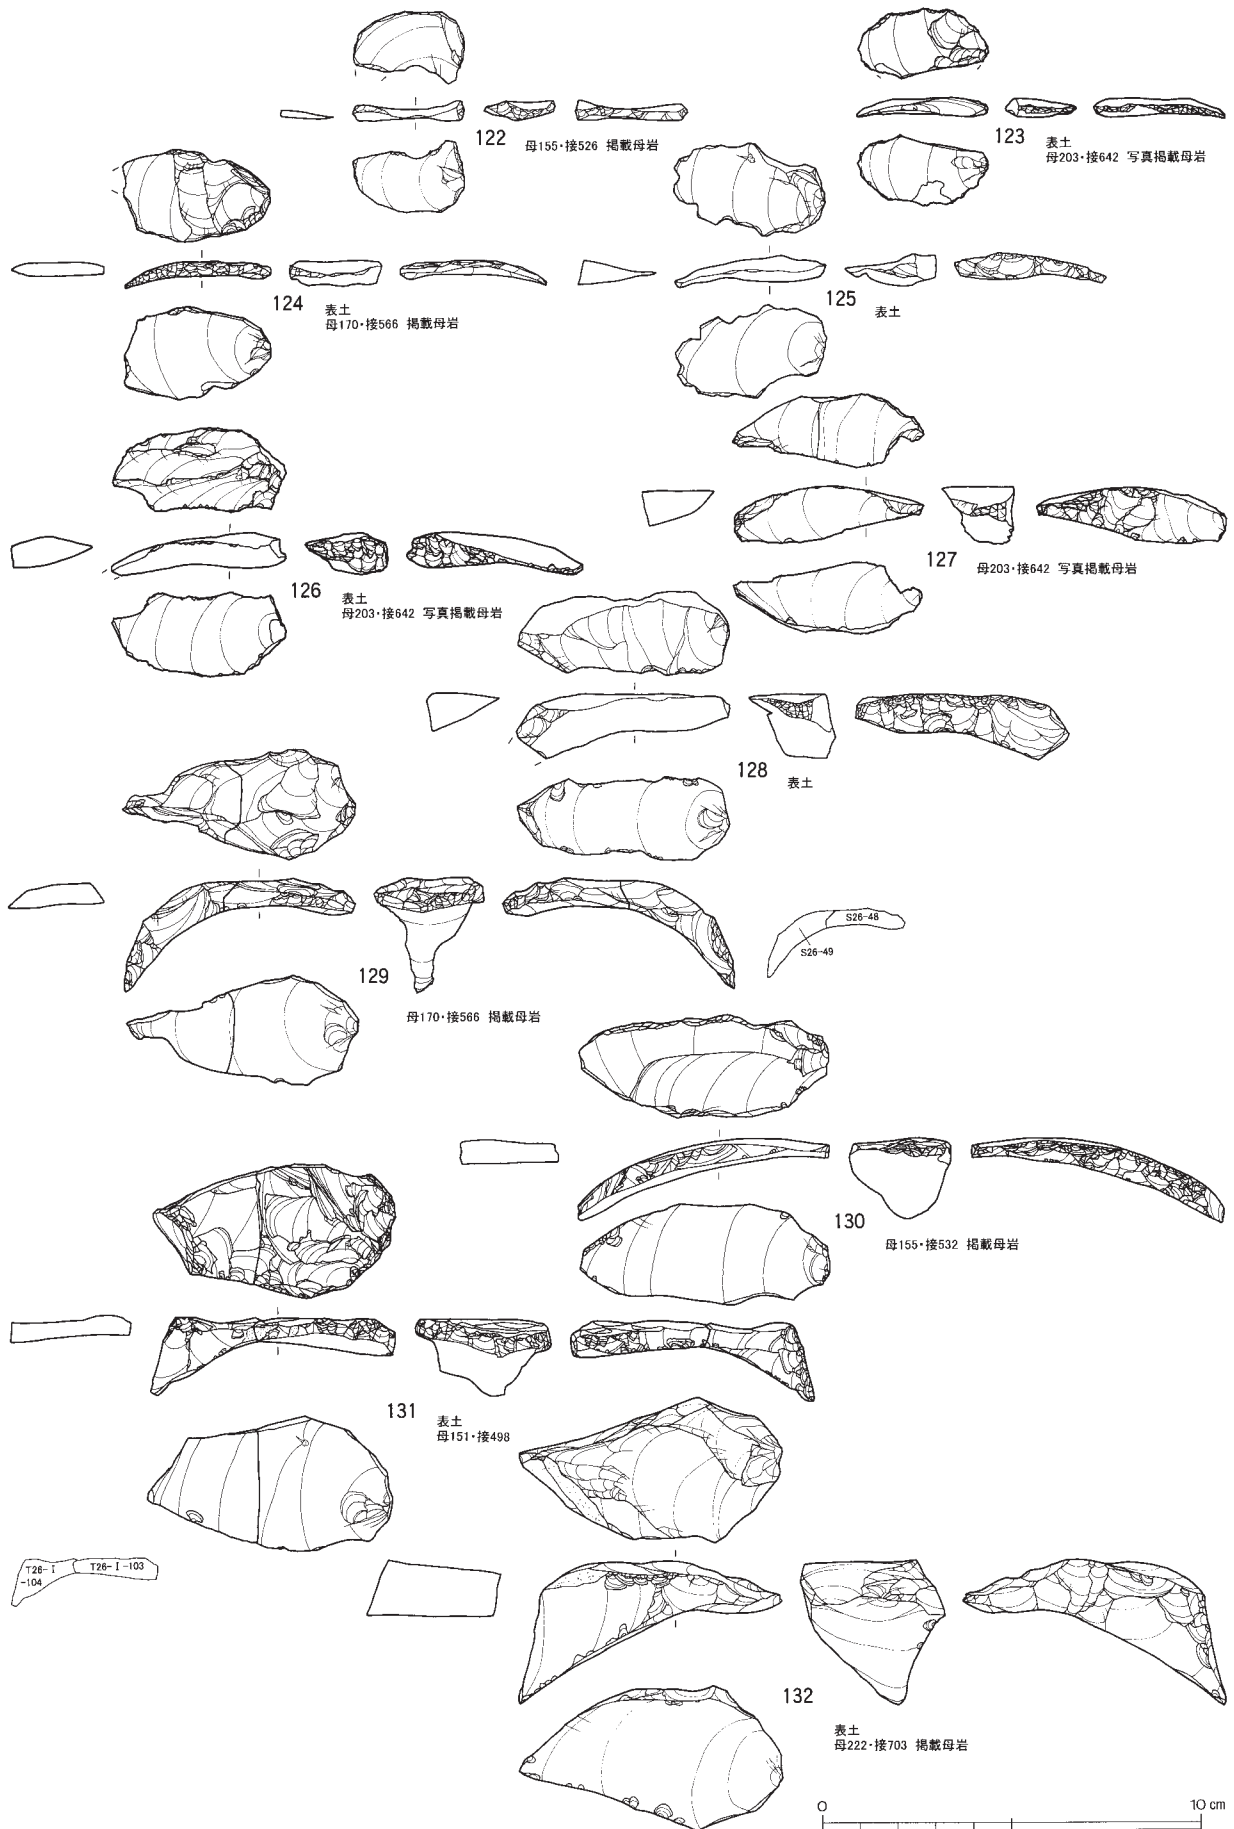 122
母155・接526 掲載母岩
123
表土
母203・接642 写真掲載母岩
124
表土
母170・接566 掲載母岩
125
表土
126
表土
母203・接642 写真掲載母岩
127
母203・接642 写真掲載母岩
128
表土
129
母170・接566 掲載母岩
S26-48
S26-49
130
母155・接532 掲載母岩
131
表土
母151・接498
T26-Ⅰ
-104
T26-Ⅰ-103
132
表土
母222・接703 掲載母岩
0
10 cm